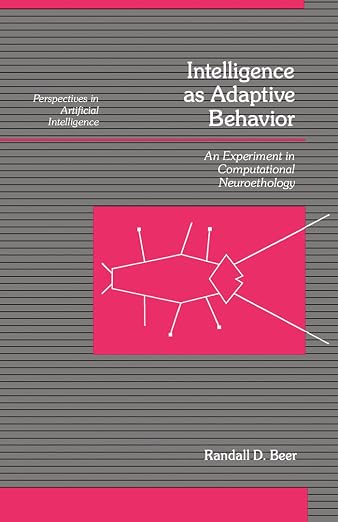 Intelligence
as Adaptive
Behavior
Perspectives in
Artificial
Intelligence
An Experiment in
Computational
Neuroethology
Randall D. Beer